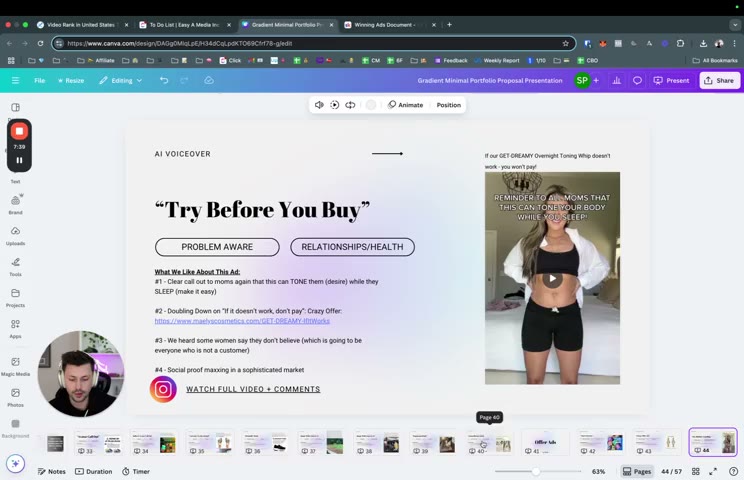 Video Rank in United States
To Do List | Easy A Media In
Gradient Minimal Portfolio Pro
Winning Ads Document -
https://www.canva.com/design/DAGg0MIqLpE/H34dCqLpdKTO69Cfrf78-g/edit
Affiliate
Click
CM
6F
Feedback
Weekly Report
1/10
CBO
All Bookmarks
File
Resize
Editing
Gradient Minimal Portfolio Proposal Presentation
SP
Present
Share
Animate
Position
7:39
Text
Brand
Uploads
Tools
Projects
Apps
Magic Media
Photos
Background
AI VOICEOVER
If our GET-DREAMY Overnight Toning Whip doesn't
work - you won't pay!
“Try Before You Buy”
PROBLEM AWARE
RELATIONSHIPS/HEALTH
REMINDER TO ALL MOMS THAT
THIS CAN TONE YOUR BODY
WHILE YOU SLEEP!
What We Like About This Ad:
#1 - Clear call out to moms again that this can TONE them (desire) while they
SLEEP (make it easy)
#2 - Doubling Down on "If it doesn't work, don't pay": Crazy Offer:
https://www.maelyscosmetics.com/GET-DREAMY-IfItWorks
#3 - We heard some women say they don't believe (which is going to be
everyone who is not a customer)
#4 - Social proof maxxing in a sophisticated market
WATCH FULL VIDEO + COMMENTS
Page 40
33
34
35
36
37
38
39
40
Offer Ads
41
42
43
44
Notes
Duration
Timer
63%
Pages
44 / 57